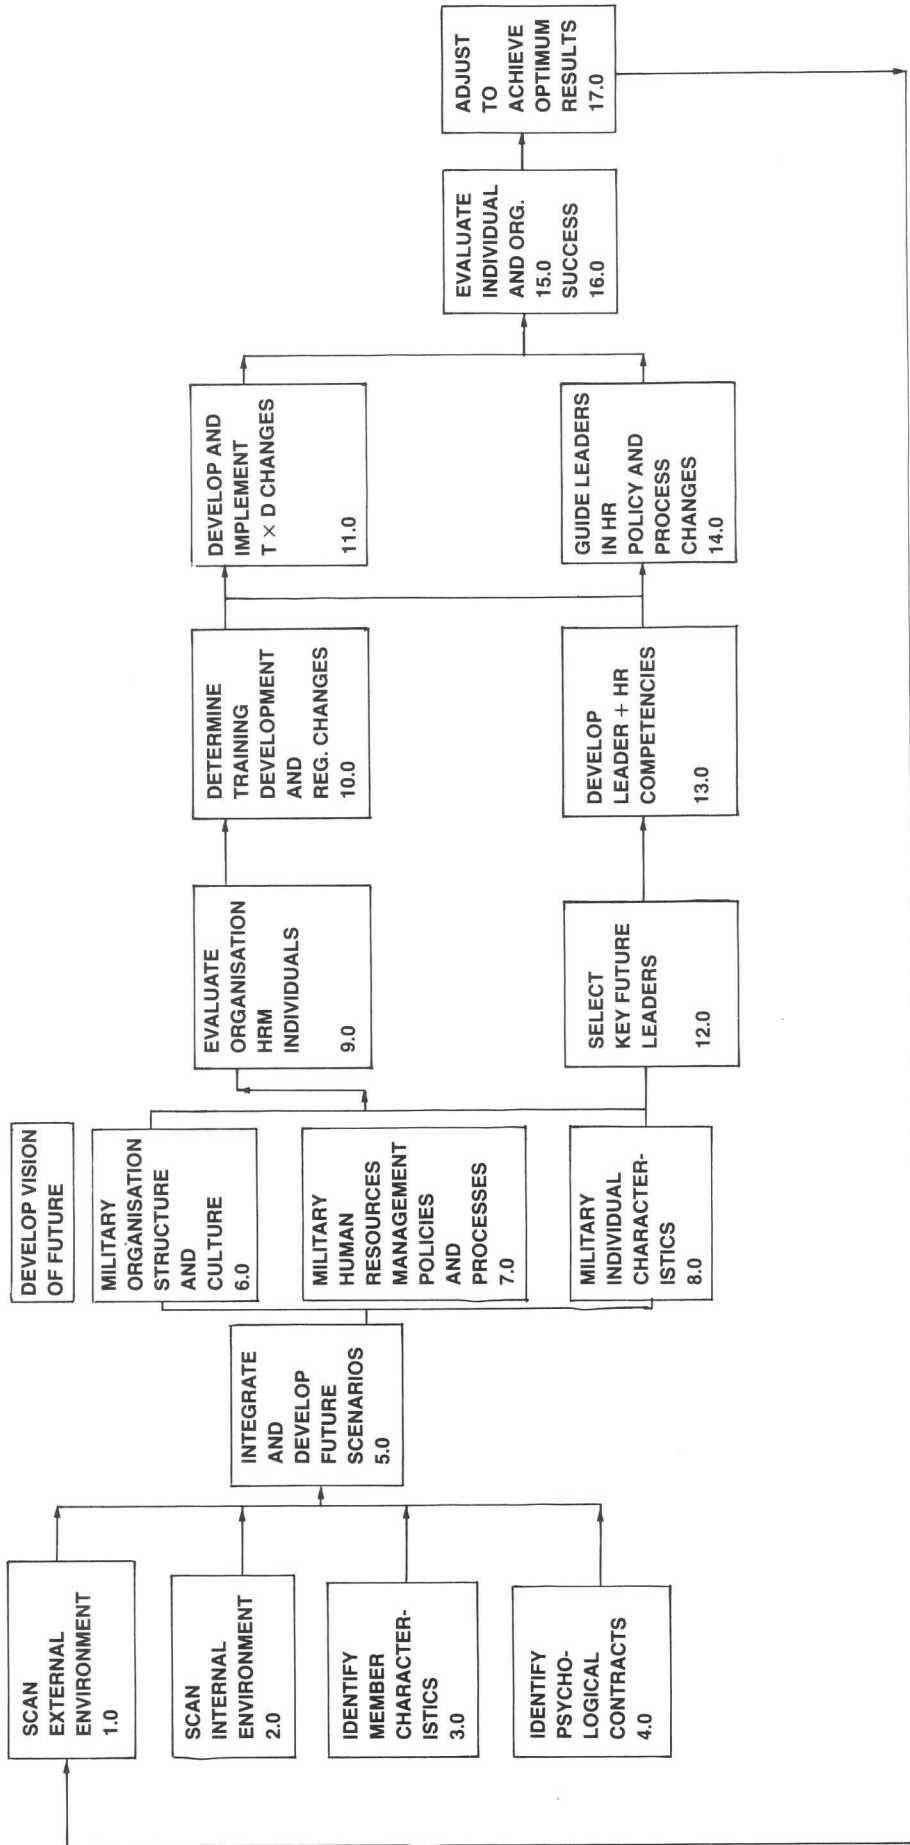 SCAN
EXTERNAL
ENVIRONMENT
1.0
SCAN
INTERNAL
ENVIRONMENT
2.0
IDENTIFY
MEMBER
CHARACTER-
ISTICS
3.0
IDENTIFY
PSYCHO-
LOGICAL
CONTRACTS
4.0
INTEGRATE
AND
DEVELOP
FUTURE
SCENARIOS
5.0
DEVELOP VISION
OF FUTURE
MILITARY
ORGANISATION
STRUCTURE
AND
CULTURE
6.0
MILITARY
HUMAN
RESOURCES
MANAGEMENT
POLICIES
AND
PROCESSES
7.0
MILITARY
INDIVIDUAL
CHARACTER-
ISTICS
8.0
EVALUATE
ORGANISATION
HRM
INDIVIDUALS
9.0
DETERMINE
TRAINING
DEVELOPMENT
AND
REG. CHANGES
10.0
DEVELOP AND
IMPLEMENT
T × D CHANGES
11.0
SELECT
KEY FUTURE
LEADERS
12.0
DEVELOP
LEADER + HR
COMPETENCIES
13.0
GUIDE LEADERS
IN HR
POLICY AND
PROCESS
CHANGES
14.0
EVALUATE
INDIVIDUAL
AND ORG.
15.0
SUCCESS
16.0
ADJUST
TO
ACHIEVE
OPTIMUM
RESULTS
17.0